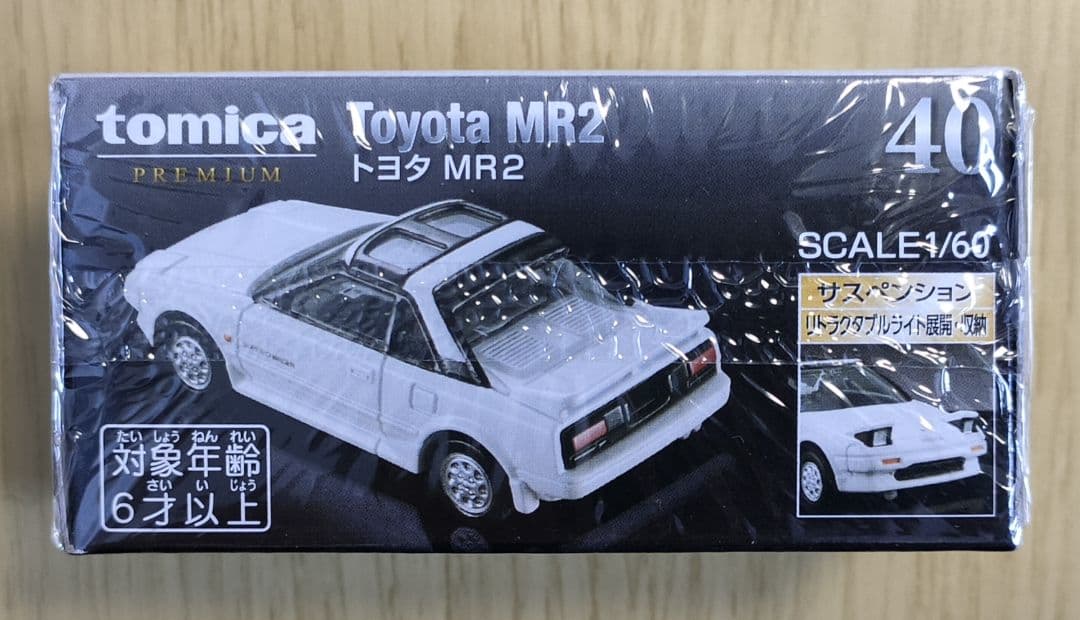 tomica
PREMIUM
Toyota MR2
トヨタ MR2
40
SCALE1/60
サスペンション
リトラクタブルライト展開・収納
たいしょうねんれい
対象年齢
さいいじょう
6才以上